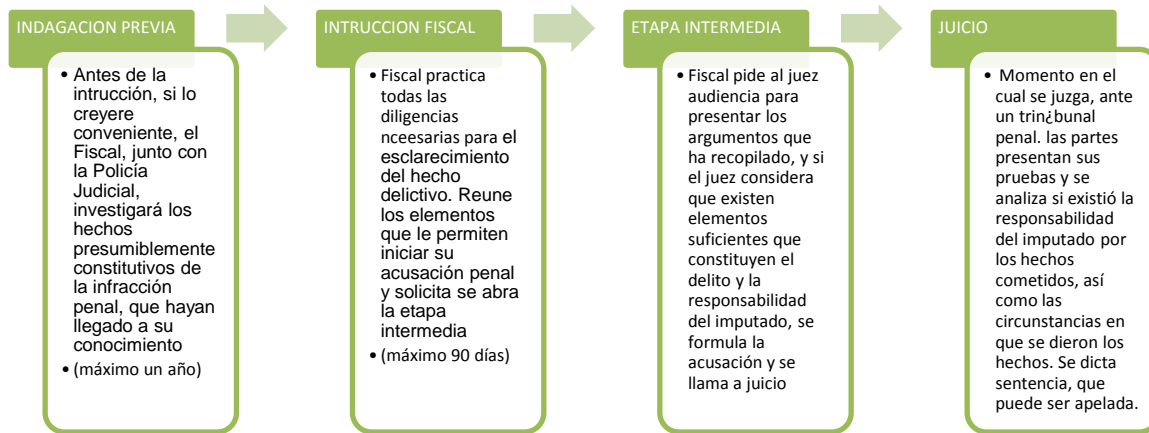 INDAGACION PREVIA
• Antes de la
intrucción, si lo
creyere
conveniente, el
Fiscal, junto con
la Policía
Judicial,
investigará los
hechos
presumiblemente
constitutivos de
la infracción
penal, que hayan
llegado a su
conocimiento
• (máximo un año)
INTRUCCION FISCAL
• Fiscal practica
todas las
diligencias
ncesarias para el
esclarecimiento
del hecho
delictivo. Reune
los elementos
que le permiten
iniciar su
acusación penal
y solicita se abra
la etapa
intermedia
• (máximo 90 días)
ETAPA INTERMEDIA
• Fiscal pide al juez
audiencia para
presentar los
argumentos que
ha recopilado, y si
el juez considera
que existen
elementos
suficientes que
constituyen el
delito y la
responsabilidad
del imputado, se
formula la
acusación y se
llama a juicio
JUICIO
• Momento en el
cual se juzga, ante
un trin¿bunal
penal. las partes
presentan sus
pruebas y se
analiza si existió la
responsabilidad
del imputado por
los hechos
cometidos, así
como las
circunstancias en
que se dieron los
hechos. Se dicta
sentencia, que
puede ser apelada.